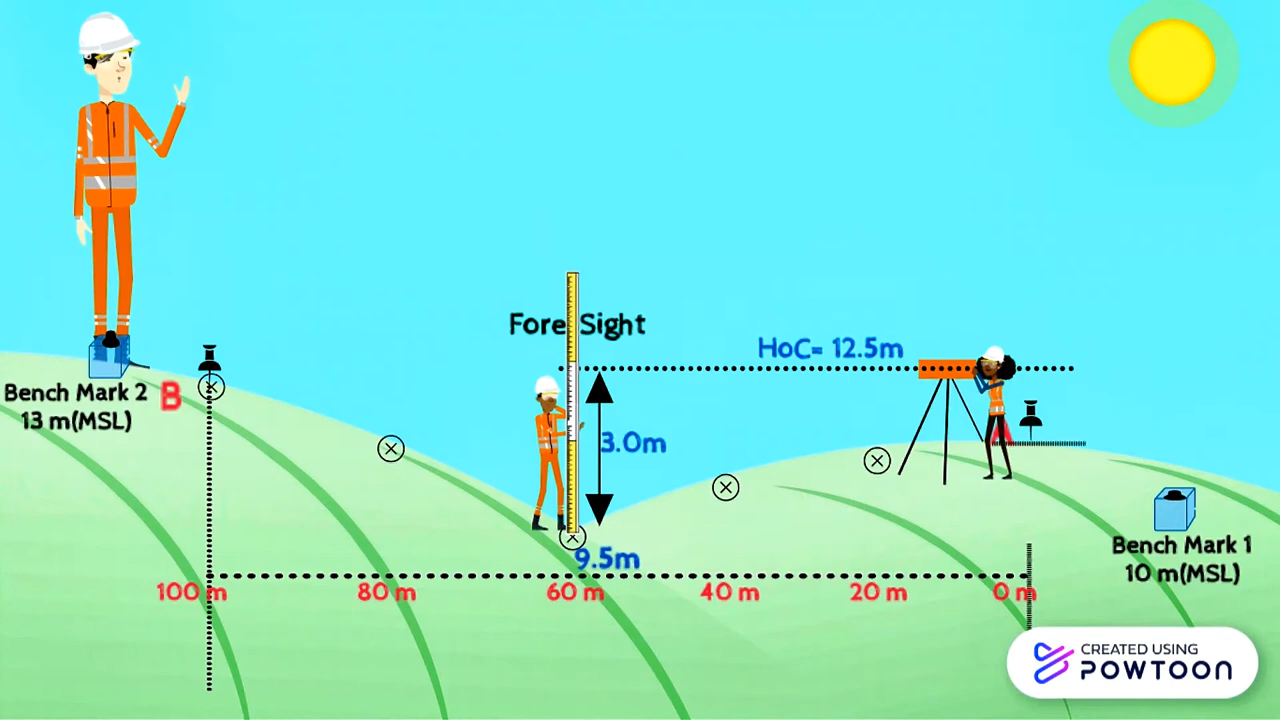 Fore Sight
HoC= 12.5m
Bench Mark 2
13 m(MSL)
B
3.0m
9.5m
Bench Mark 1
10 m(MSL)
100 m
80 m
60 m
40 m
20 m
0 m
CREATED USING
POWTOON